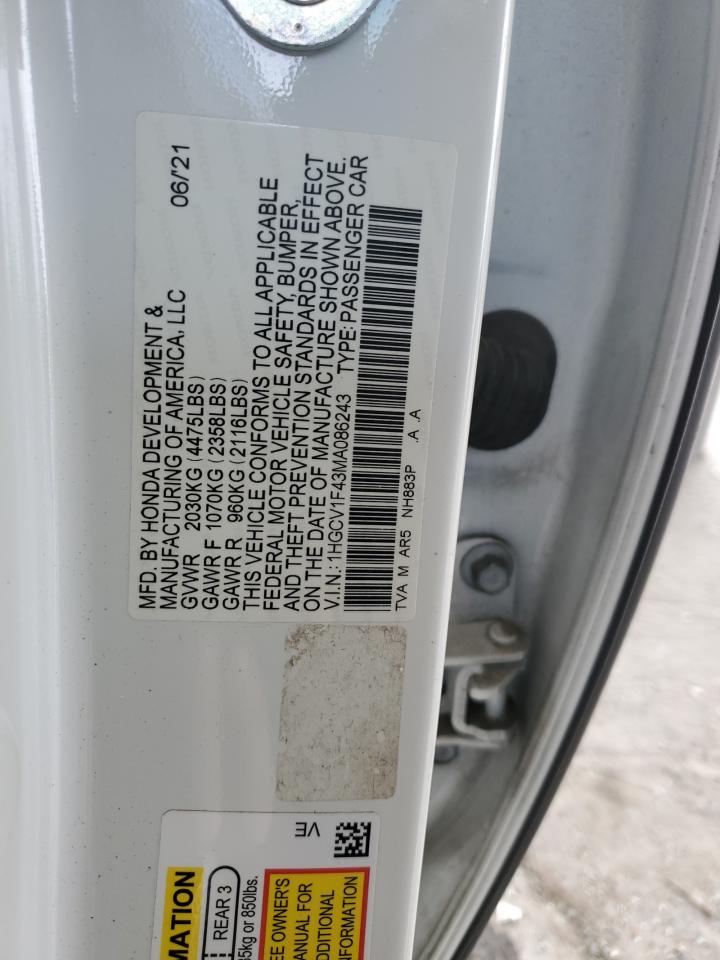 MFD. BY HONDA DEVELOPMENT &
MANUFACTURING OF AMERICA, LLC 06/'21
GVWR 2030KG (4475LBS)
GAWR F 1070KG (2358LBS)
GAWR R 960KG (2116LBS)
THIS VEHICLE CONFORMS TO ALL APPLICABLE
FEDERAL MOTOR VEHICLE SAFETY, BUMPER,
AND THEFT PREVENTION STANDARDS IN EFFECT
ON THE DATE OF MANUFACTURE SHOWN ABOVE.
V.I.N.: 1HGCV1F43MA086243 TYPE: PASSENGER CAR
TVA M AR5 NH883P .A .A
MATION
REAR 3
85kg or 850lbs.
EE OWNER'S
ANUAL FOR
DDITIONAL
NFORMATION
VE